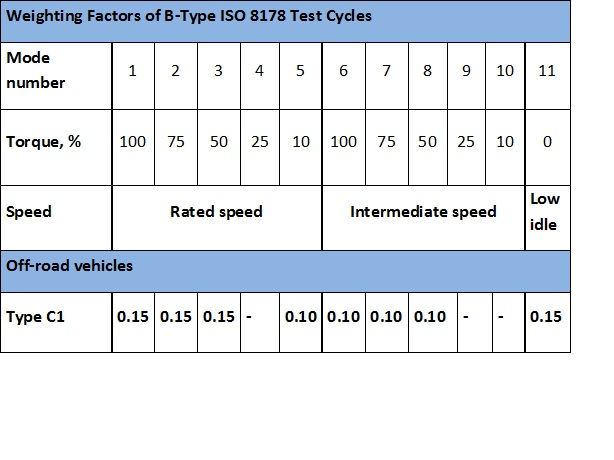 Weighting Factors of B-Type ISO 8178 Test Cycles
Mode number 1 2 3 4 5 6 7 8 9 10 11
Torque, % 100 75 50 25 10 100 75 50 25 10 0
Speed Rated speed Intermediate speed Low idle
Off-road vehicles
Type C1 0.15 0.15 0.15 - 0.10 0.10 0.10 0.10 - - 0.15